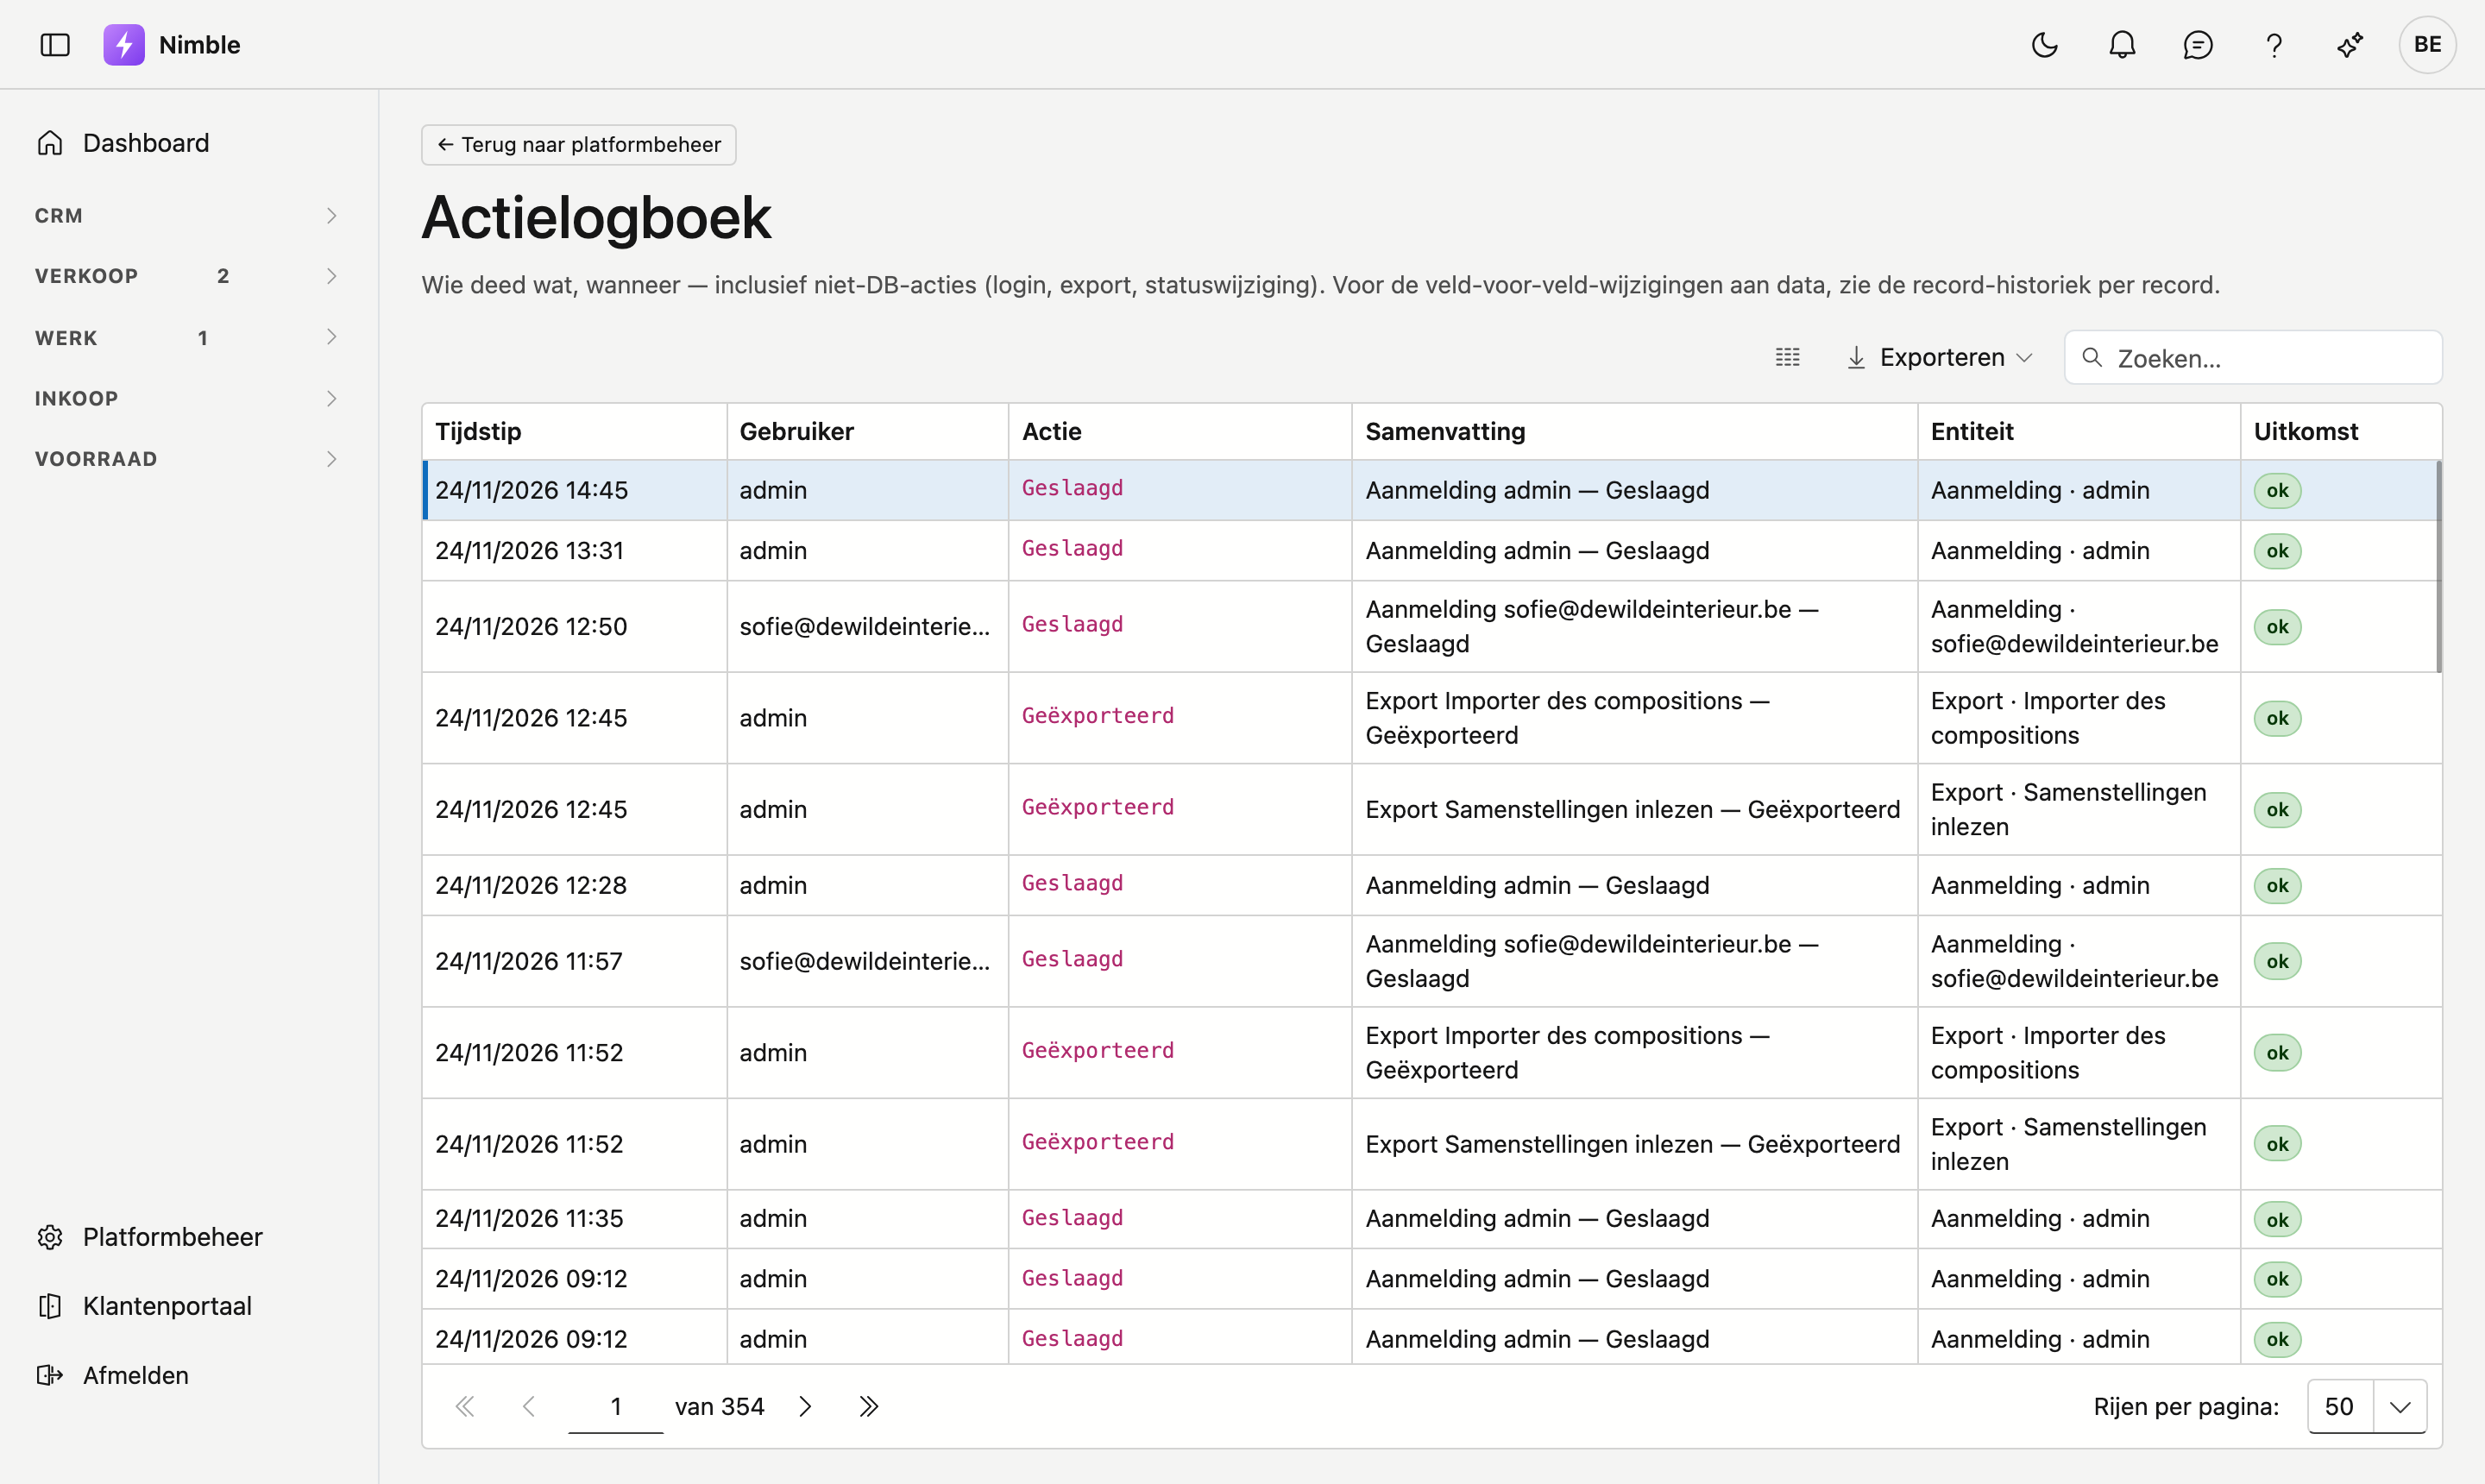 Nimble
BE
Dashboard
CRM
VERKOOP 2
WERK 1
INKOOP
VOORRAAD
Platformbeheer
Klantenportaal
Afmelden
← Terug naar platformbeheer
Actielogboek
Wie deed wat, wanneer — inclusief niet-DB-acties (login, export, statuswijziging). Voor de veld-voor-veld-wijzigingen aan data, zie de record-historiek per record.
Exporteren
Zoeken...
Tijdstip Gebruiker Actie Samenvatting Entiteit Uitkomst
24/11/2026 14:45 admin Geslaagd Aanmelding admin — Geslaagd Aanmelding · admin ok
24/11/2026 13:31 admin Geslaagd Aanmelding admin — Geslaagd Aanmelding · admin ok
24/11/2026 12:50 sofie@dewildeinterie... Geslaagd Aanmelding sofie@dewildeinterieur.be — Geslaagd Aanmelding · sofie@dewildeinterieur.be ok
24/11/2026 12:45 admin Geëxporteerd Export Importer des compositions — Geëxporteerd Export · Importer des compositions ok
24/11/2026 12:45 admin Geëxporteerd Export Samenstellingen inlezen — Geëxporteerd Export · Samenstellingen inlezen ok
24/11/2026 12:28 admin Geslaagd Aanmelding admin — Geslaagd Aanmelding · admin ok
24/11/2026 11:57 sofie@dewildeinterie... Geslaagd Aanmelding sofie@dewildeinterieur.be — Geslaagd Aanmelding · sofie@dewildeinterieur.be ok
24/11/2026 11:52 admin Geëxporteerd Export Importer des compositions — Geëxporteerd Export · Importer des compositions ok
24/11/2026 11:52 admin Geëxporteerd Export Samenstellingen inlezen — Geëxporteerd Export · Samenstellingen inlezen ok
24/11/2026 11:35 admin Geslaagd Aanmelding admin — Geslaagd Aanmelding · admin ok
24/11/2026 09:12 admin Geslaagd Aanmelding admin — Geslaagd Aanmelding · admin ok
24/11/2026 09:12 admin Geslaagd Aanmelding admin — Geslaagd Aanmelding · admin ok
1 van 354
Rijen per pagina: 50